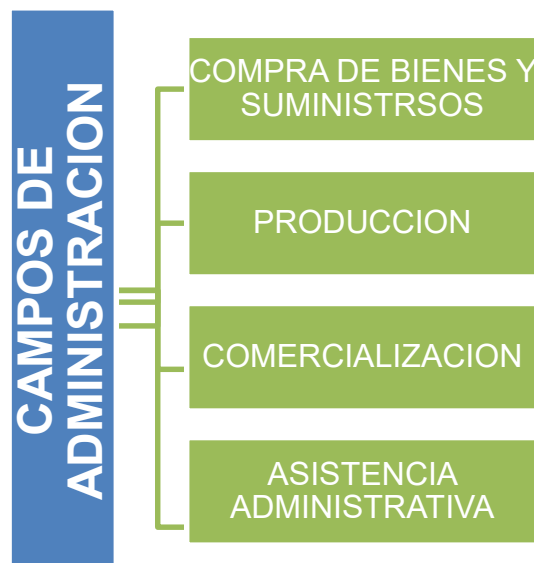 CAMPOS DE
ADMINISTRACION
COMPRA DE BIENES Y
SUMINISTRSOS
PRODUCCION
COMERCIALIZACION
ASISTENCIA
ADMINISTRATIVA